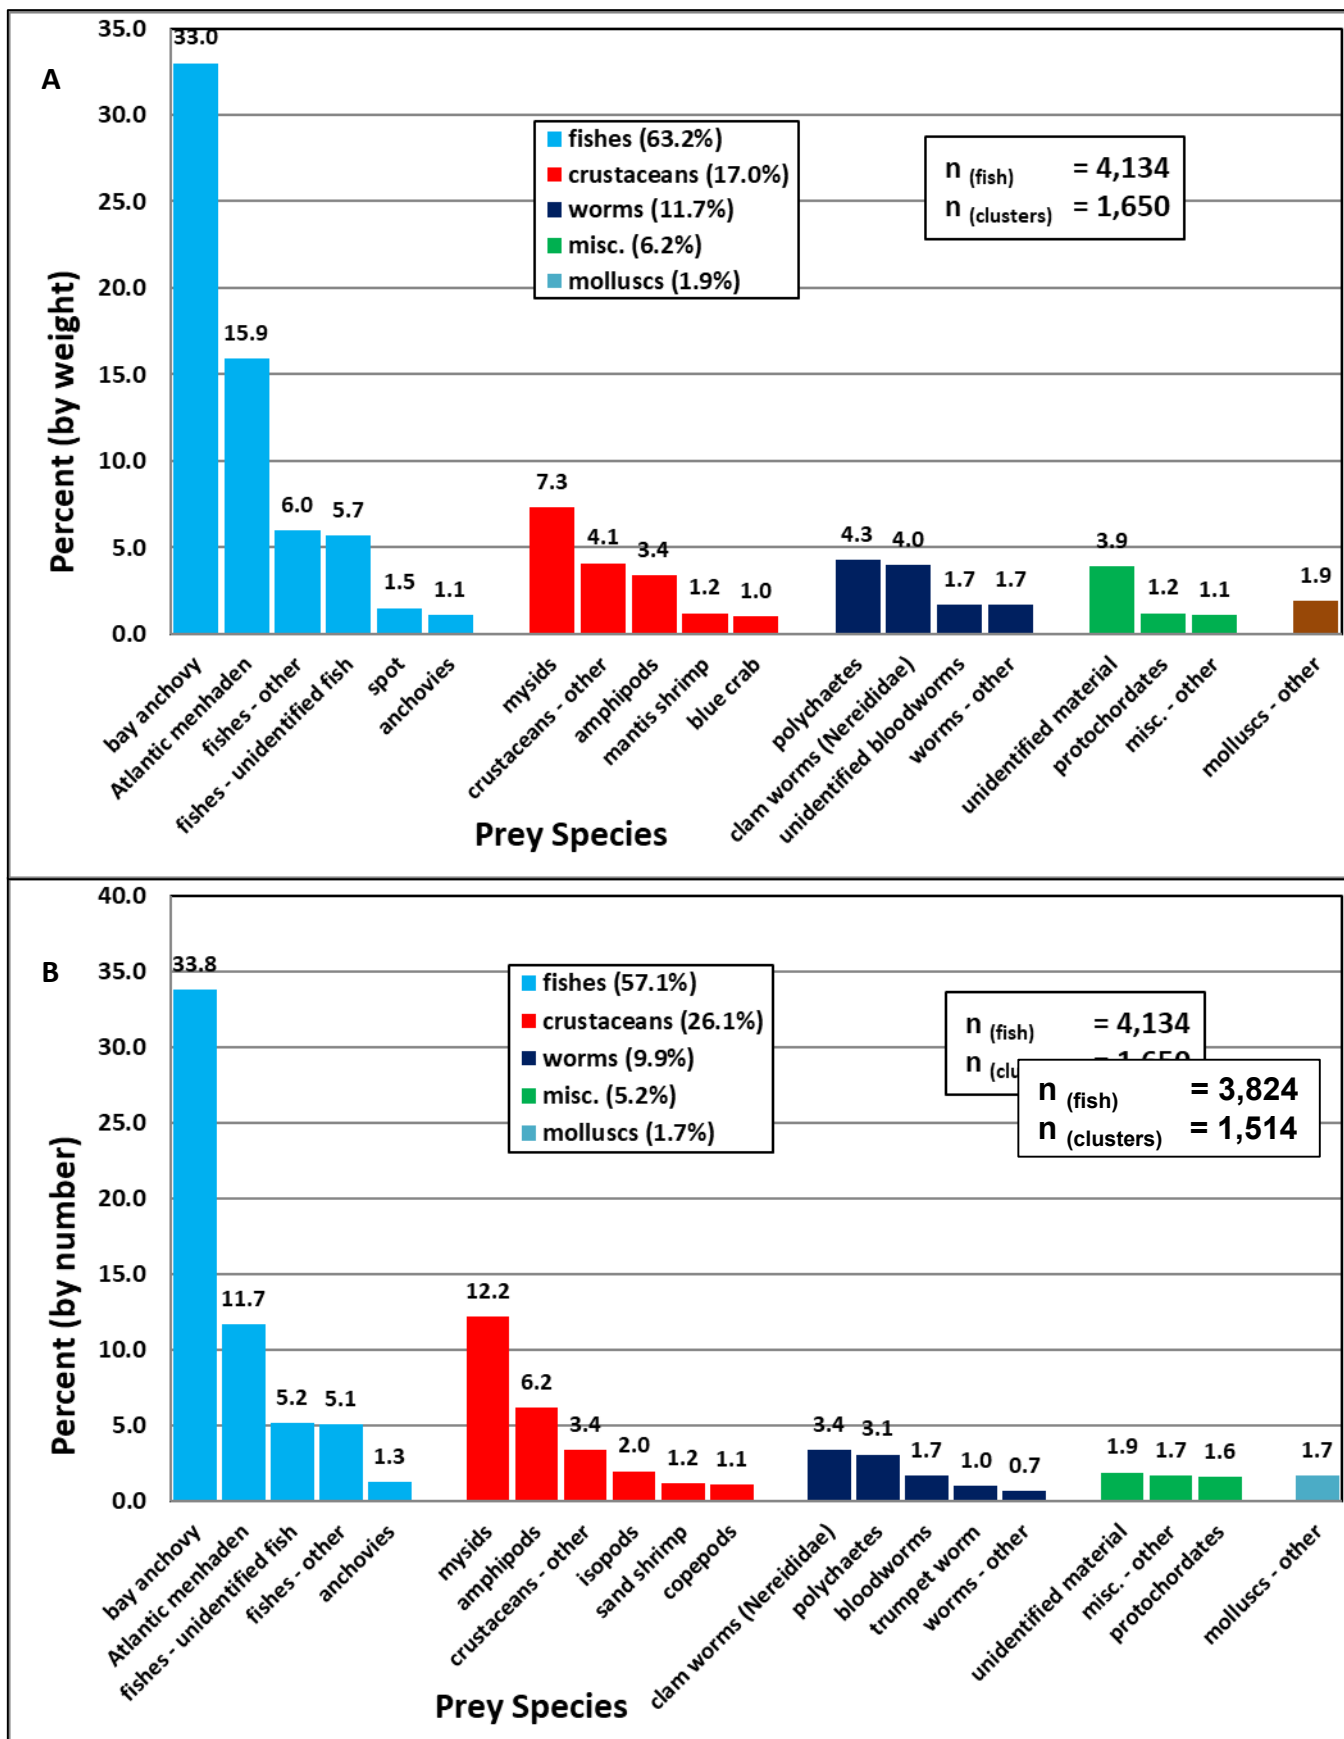 A
35.0
30.0
25.0
20.0
15.0
10.0
5.0
0.0
Percent (by weight)
33.0
15.9
6.0
5.7
1.5
1.1
7.3
4.1
3.4
1.2
1.0
4.3
4.0
1.7
1.7
3.9
1.2
1.1
1.9
fishes (63.2%)
crustaceans (17.0%)
worms (11.7%)
misc. (6.2%)
molluscs (1.9%)
n (fish) = 4,134
n (clusters) = 1,650
bay anchovy
Atlantic menhaden
fishes - other
fishes - unidentified fish
spot
anchovies
mysids
crustaceans - other
amphipods
mantis shrimp
blue crab
polychaetes
clam worms (Nereididae)
unidentified bloodworms
worms - other
unidentified material
protochordates
misc. - other
molluscs - other
Prey Species
B
40.0
35.0
30.0
25.0
20.0
15.0
10.0
5.0
0.0
Percent (by number)
33.8
11.7
5.2
5.1
1.3
12.2
6.2
3.4
2.0
1.2
1.1
3.4
3.1
1.7
1.0
0.7
1.9
1.7
1.6
1.7
fishes (57.1%)
crustaceans (26.1%)
worms (9.9%)
misc. (5.2%)
molluscs (1.7%)
n (fish) = 4,134
n
n (fish) = 3,824
n (clusters) = 1,514
bay anchovy
Atlantic menhaden
fishes - unidentified fish
fishes - other
anchovies
mysids
amphipods
crustaceans - other
isopods
sand shrimp
copepods
clam worms (Nereididae)
polychaetes
bloodworms
trumpet worm
worms - other
unidentified material
misc. - other
protochordates
molluscs - other
Prey Species